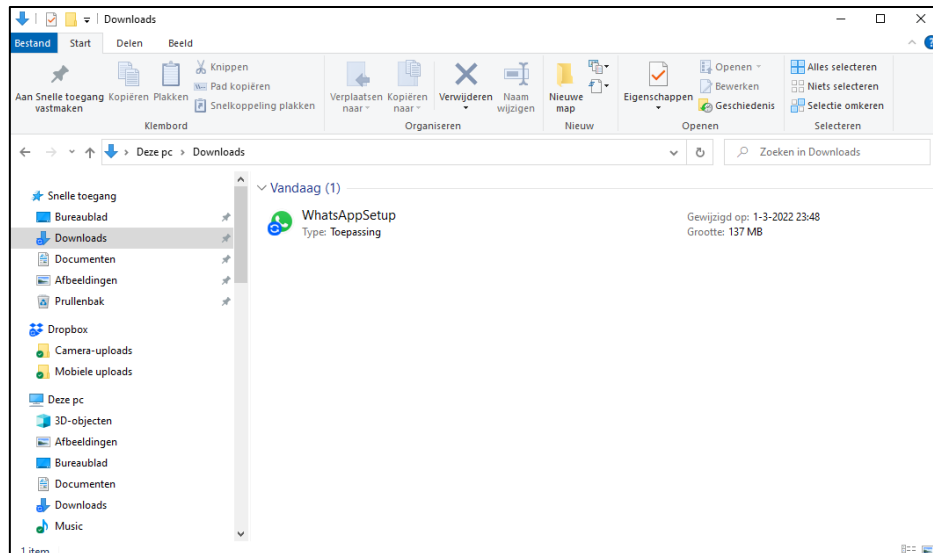 Downloads
Bestand Start Delen Beeld
Aan Snelle toegang vastmaken
Kopiëren
Plakken
Knippen
Pad kopiëren
Snelkoppeling plakken
Klembord
Verplaatsen naar
Kopiëren naar
Verwijderen
Naam wijzigen
Organiseren
Nieuwe map
Nieuw
Eigenschappen
Openen
Bewerken
Geschiedenis
Openen
Alles selecteren
Niets selecteren
Selectie omkeren
Selecteren
Deze pc > Downloads
Zoeken in Downloads
Snelle toegang
Bureaublad
Downloads
Documenten
Afbeeldingen
Prullenbak
Dropbox
Camera-uploads
Mobiele uploads
Deze pc
3D-objecten
Afbeeldingen
Bureaublad
Documenten
Downloads
Music
Vandaag (1)
WhatsAppSetup
Type: Toepassing
Gewijzigd op: 1-3-2022 23:48
Grootte: 137 MB
1 item